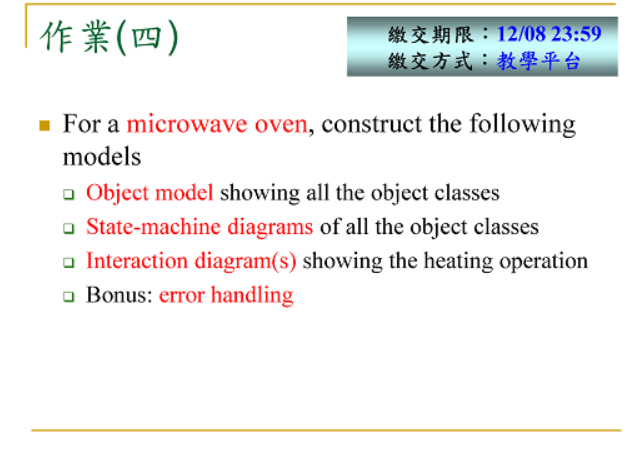 作業(四)
繳交期限：12/08 23:59
繳交方式：教學平台
For a microwave oven, construct the following
models
Object model showing all the object classes
State-machine diagrams of all the object classes
Interaction diagram(s) showing the heating operation
Bonus: error handling